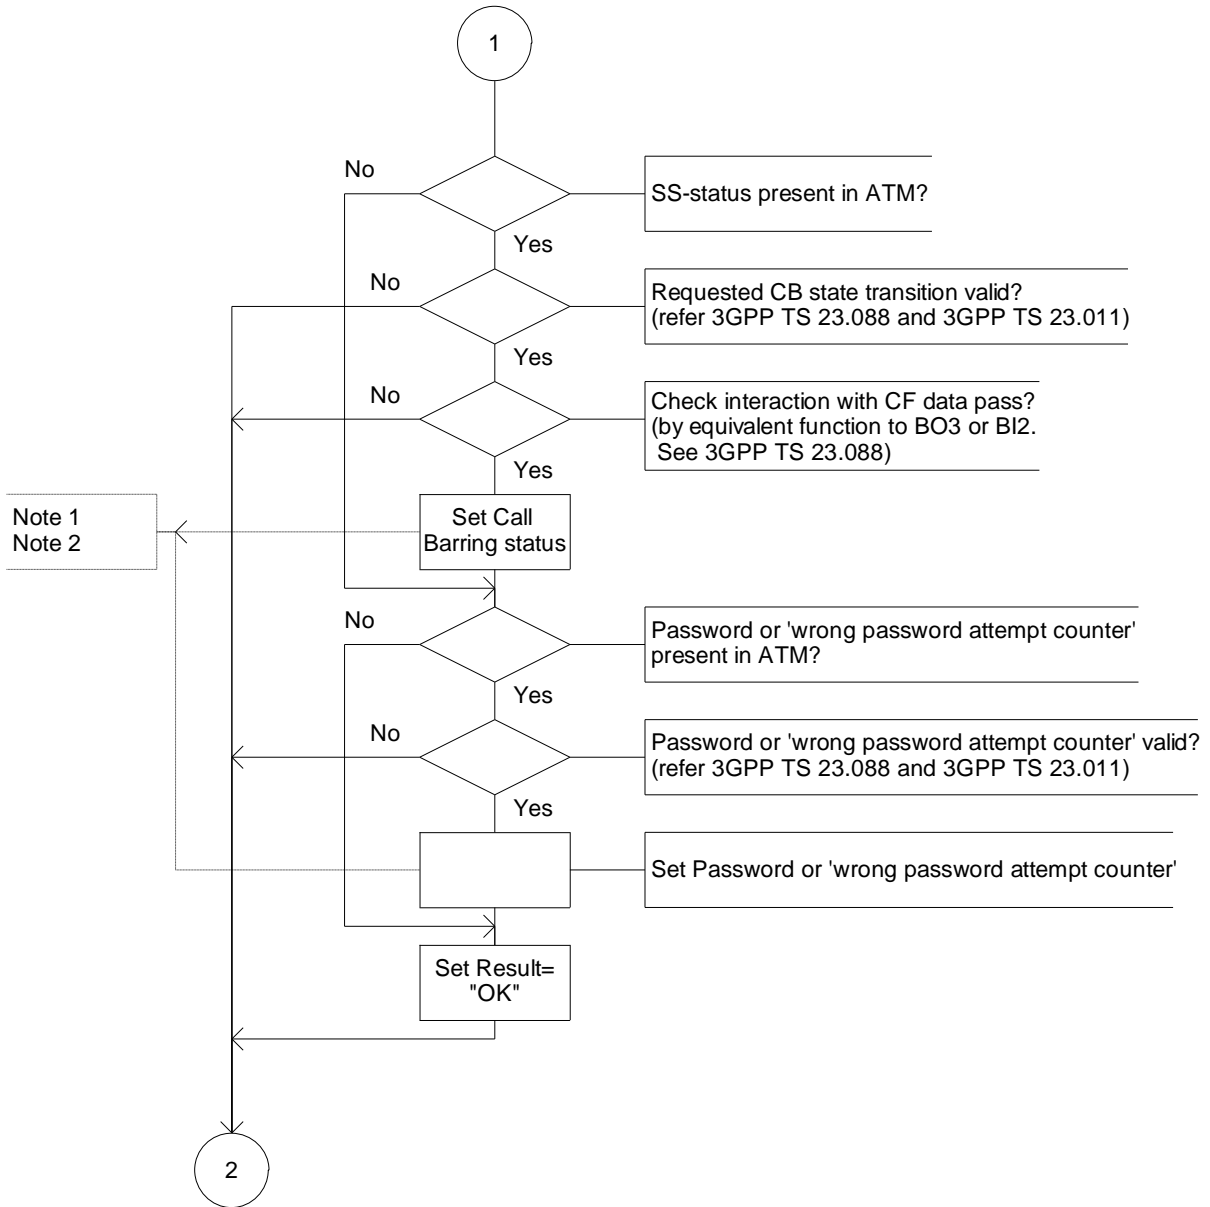 1
No
SS-status present in ATM?
Yes
No
Requested CB state transition valid?
(refer 3GPP TS 23.088 and 3GPP TS 23.011)
Yes
No
Check interaction with CF data pass?
(by equivalent function to BO3 or BI2.
See 3GPP TS 23.088)
Yes
Note 1
Note 2
Set Call
Barring status
No
Password or 'wrong password attempt counter'
present in ATM?
Yes
No
Password or 'wrong password attempt counter' valid?
(refer 3GPP TS 23.088 and 3GPP TS 23.011)
Yes
Set Password or 'wrong password attempt counter'
Set Result=
"OK"
2